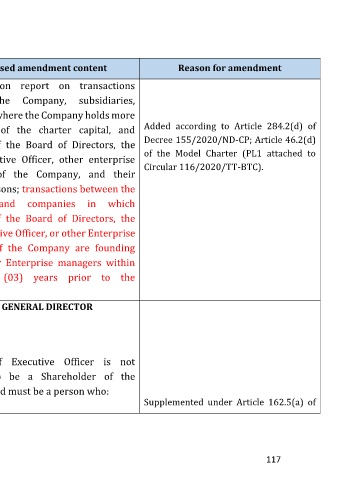 sed amendment content
Reason for amendment
on report on transactions
he Company, subsidiaries,
where the Company holds more
of the charter capital, and
f the Board of Directors, the
tive Officer, other enterprise
of the Company, and their
sons; transactions between the
and companies in which
f the Board of Directors, the
ive Officer, or other Enterprise
f the Company are founding
r Enterprise managers within
(03) years prior to the
Added according to Article 284.2(d) of
Decree 155/2020/ND-CP; Article 46.2(d)
of the Model Charter (PL1 attached to
Circular 116/2020/TT-BTC).
GENERAL DIRECTOR
f Executive Officer is not
o be a Shareholder of the
d must be a person who:
Supplemented under Article 162.5(a) of
117